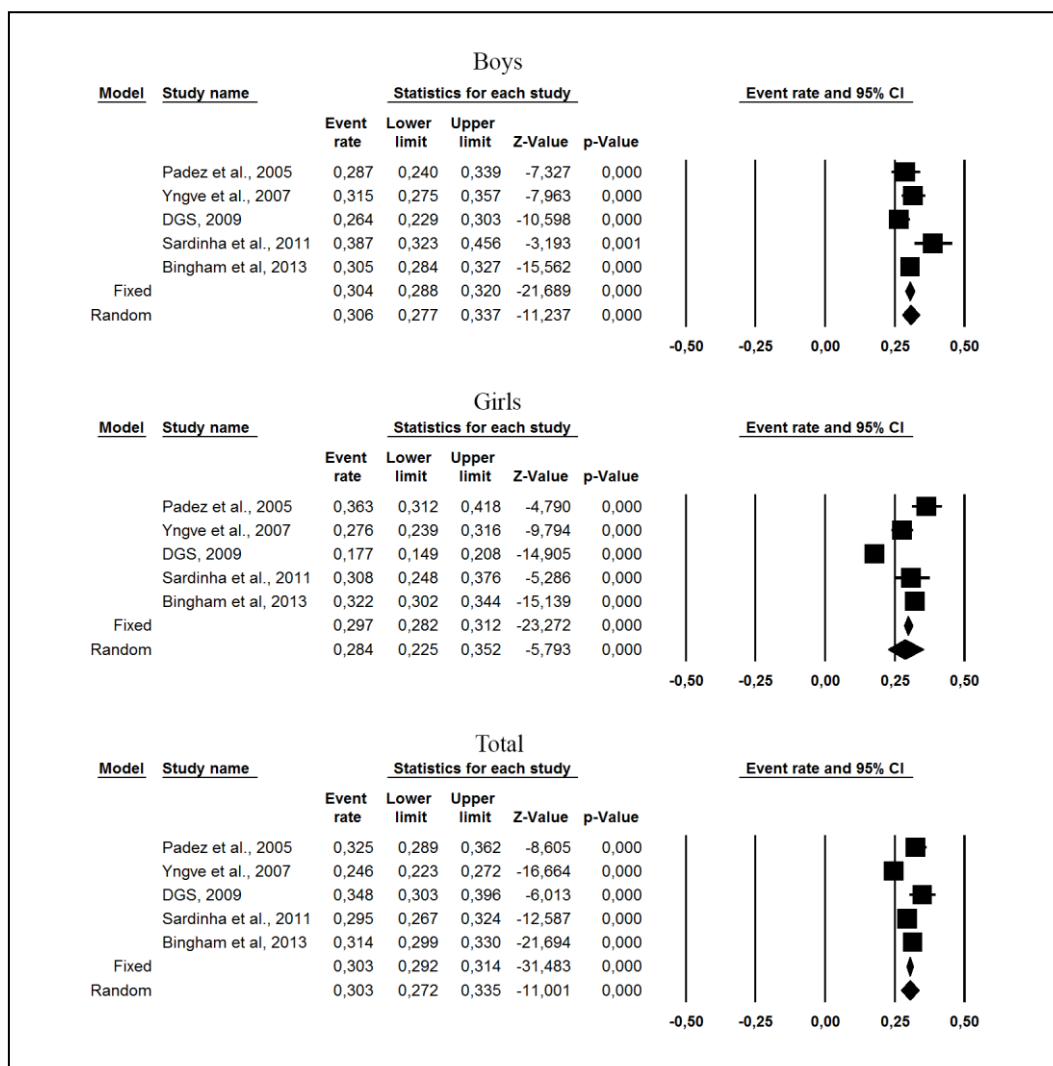 Boys
Model Study name Statistics for each study Event rate and 95% CI
Event Lower Upper
rate limit limit Z-Value p-Value
Padez et al., 2005 0,287 0,240 0,339 -7,327 0,000
Yngve et al., 2007 0,315 0,275 0,357 -7,963 0,000
DGS, 2009 0,264 0,229 0,303 -10,598 0,000
Sardinha et al., 2011 0,387 0,323 0,456 -3,193 0,001
Bingham et al, 2013 0,305 0,284 0,327 -15,562 0,000
Fixed 0,304 0,288 0,320 -21,689 0,000
Random 0,306 0,277 0,337 -11,237 0,000
-0,50 -0,25 0,00 0,25 0,50
Girls
Model Study name Statistics for each study Event rate and 95% CI
Event Lower Upper
rate limit limit Z-Value p-Value
Padez et al., 2005 0,363 0,312 0,418 -4,790 0,000
Yngve et al., 2007 0,276 0,239 0,316 -9,794 0,000
DGS, 2009 0,177 0,149 0,208 -14,905 0,000
Sardinha et al., 2011 0,308 0,248 0,376 -5,286 0,000
Bingham et al, 2013 0,322 0,302 0,344 -15,139 0,000
Fixed 0,297 0,282 0,312 -23,272 0,000
Random 0,284 0,225 0,352 -5,793 0,000
-0,50 -0,25 0,00 0,25 0,50
Total
Model Study name Statistics for each study Event rate and 95% CI
Event Lower Upper
rate limit limit Z-Value p-Value
Padez et al., 2005 0,325 0,289 0,362 -8,605 0,000
Yngve et al., 2007 0,246 0,223 0,272 -16,664 0,000
DGS, 2009 0,348 0,303 0,396 -6,013 0,000
Sardinha et al., 2011 0,295 0,267 0,324 -12,587 0,000
Bingham et al, 2013 0,314 0,299 0,330 -21,694 0,000
Fixed 0,303 0,292 0,314 -31,483 0,000
Random 0,303 0,272 0,335 -11,001 0,000
-0,50 -0,25 0,00 0,25 0,50